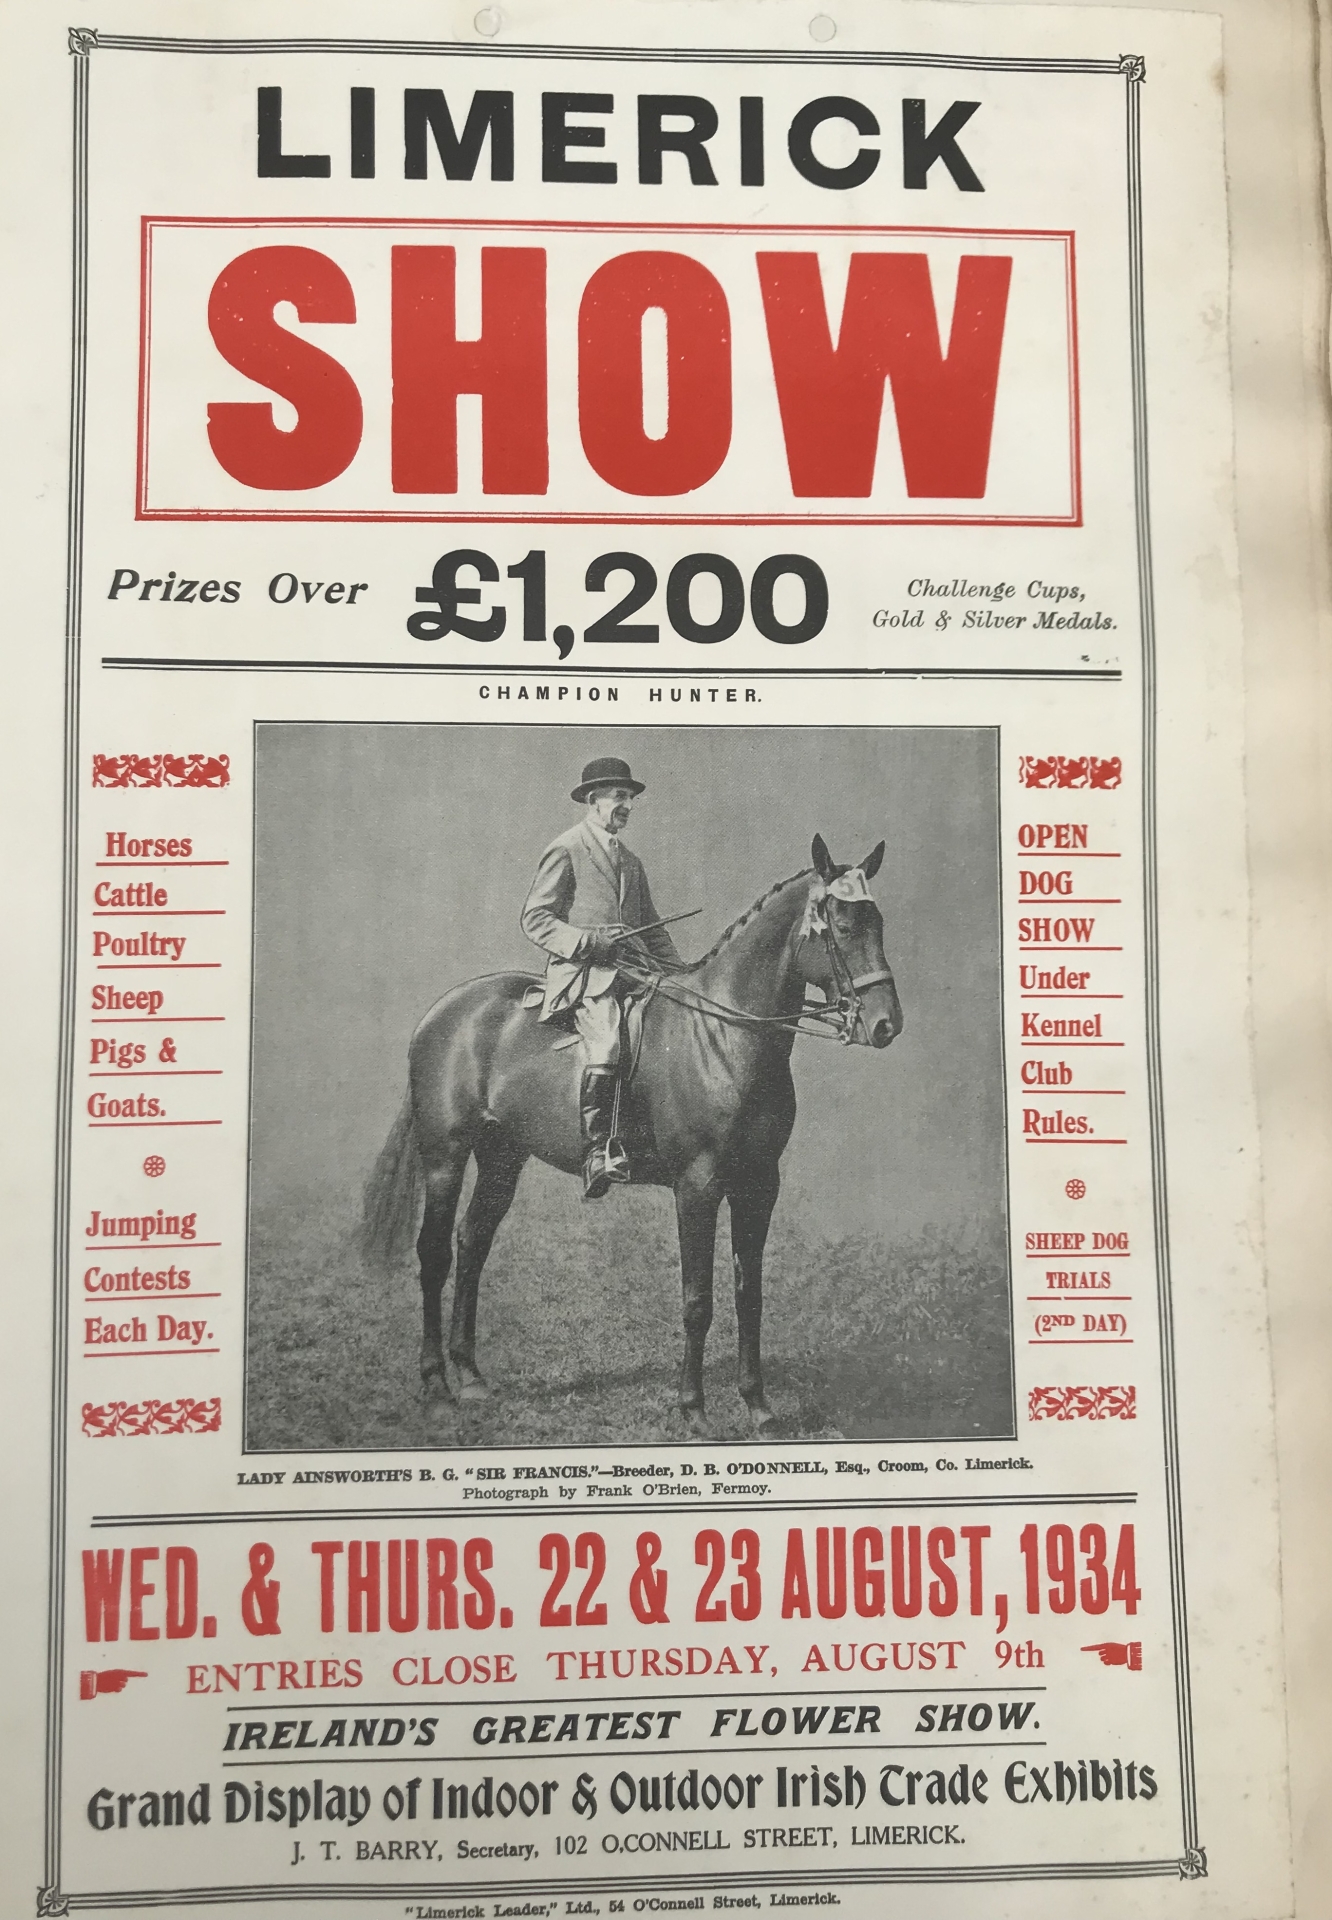 LIMERICK
SHOW
Prizes Over £1,200 Challenge Cups,
Gold & Silver Medals.
CHAMPION HUNTER.
Horses
Cattle
Poultry
Sheep
Pigs &
Goats.
Jumping
Contests
Each Day.
51
OPEN
DOG
SHOW
Under
Kennel
Club
Rules.
SHEEP DOG
TRIALS
(2ND DAY)
LADY AINSWORTH'S B. G. "SIR FRANCIS."—Breeder, D. B. O'DONNELL, Esq., Croom, Co. Limerick.
Photograph by Frank O'Brien, Fermoy.
WED. & THURS. 22 & 23 AUGUST, 1934
ENTRIES CLOSE THURSDAY, AUGUST 9th
IRELAND'S GREATEST FLOWER SHOW.
Grand Display of Indoor & Outdoor Irish Trade Exhibits
J. T. BARRY, Secretary, 102 O,CONNELL STREET, LIMERICK.
"Limerick Leader," Ltd., 54 O'Connell Street, Limerick.